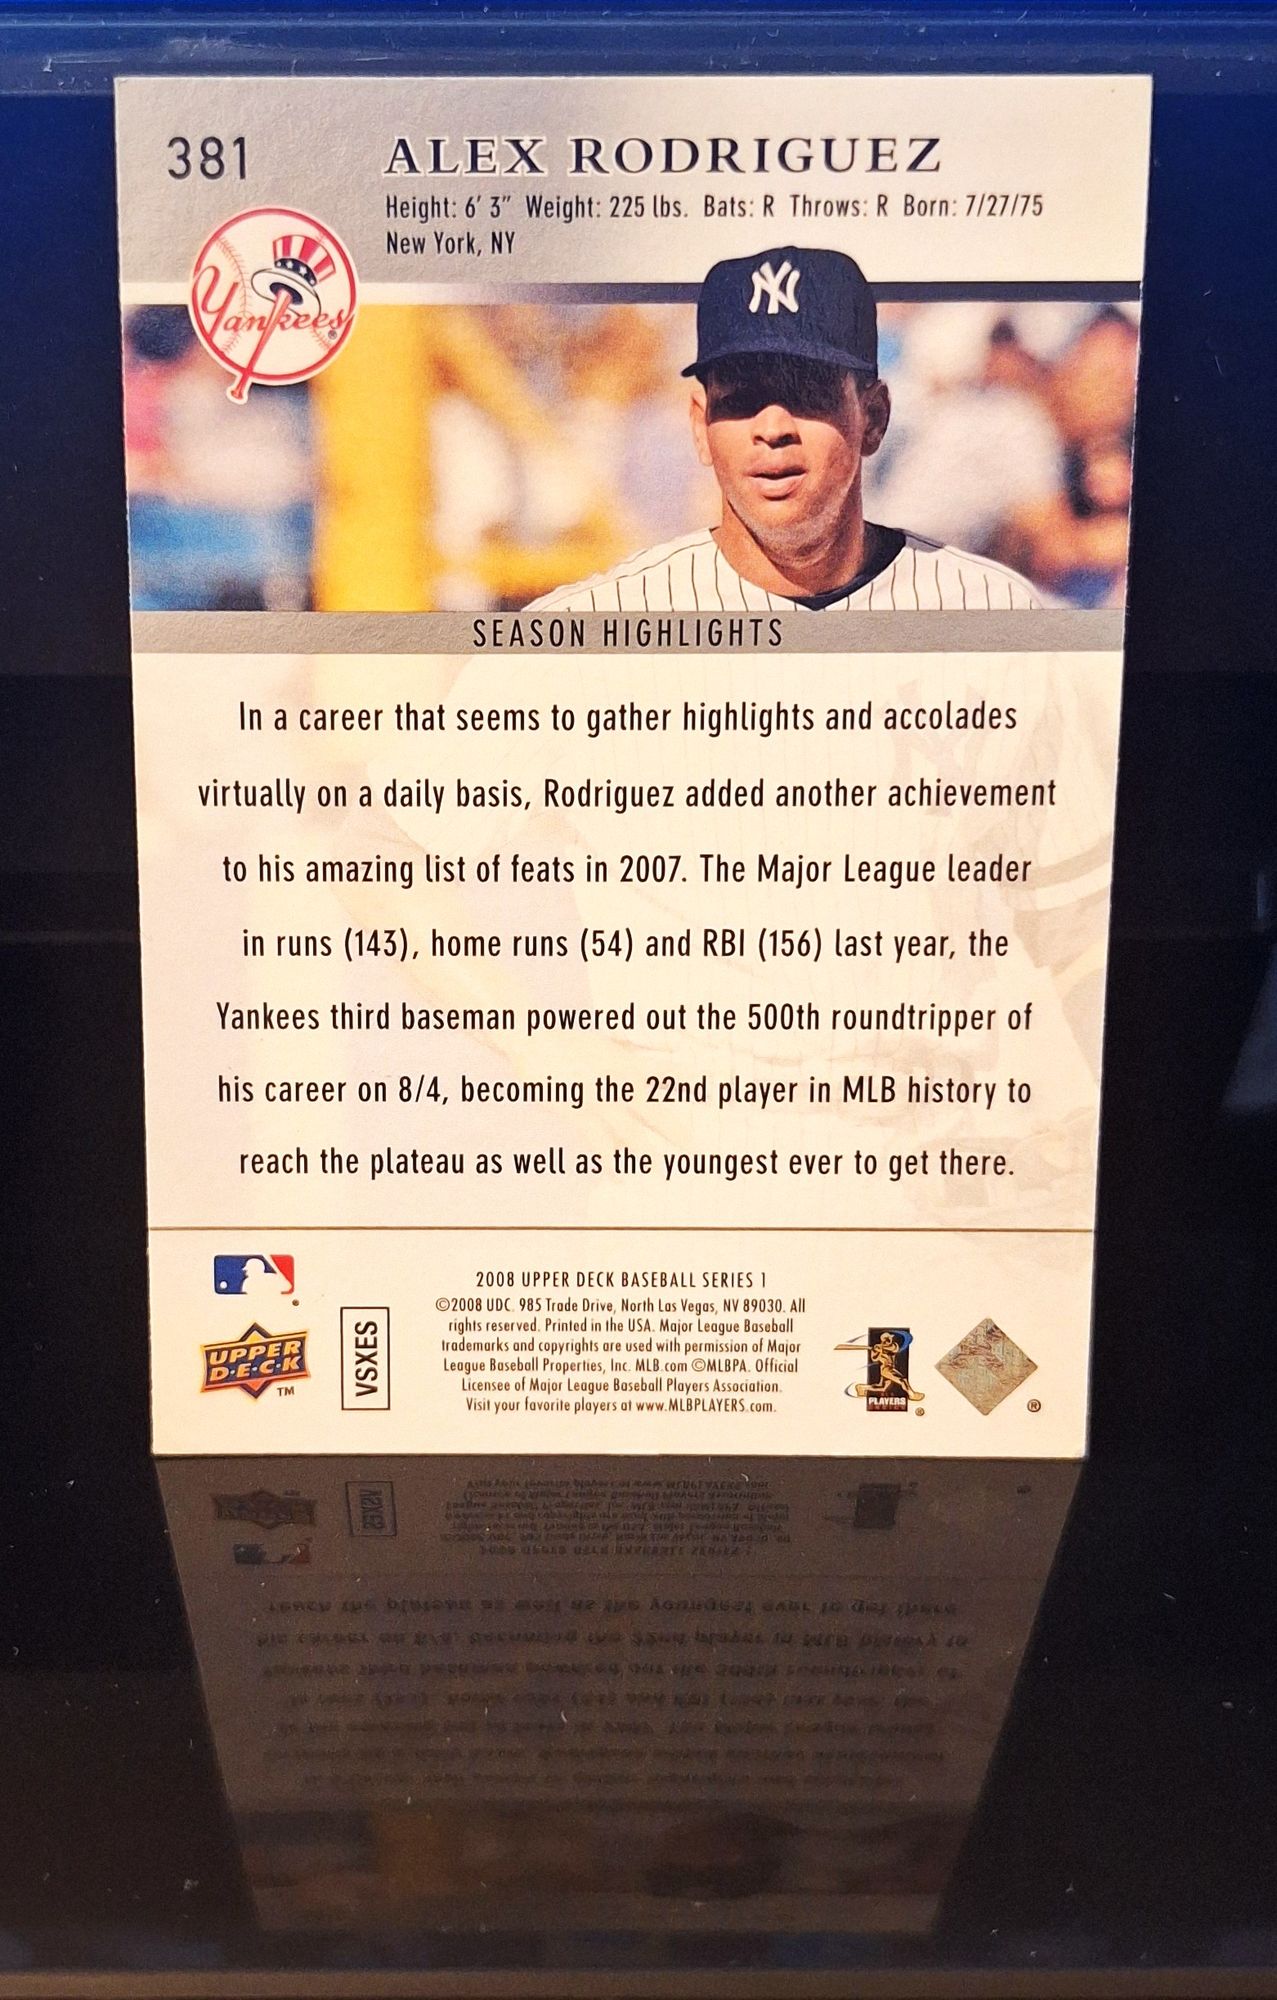 381
ALEX RODRIGUEZ
Height: 6' 3" Weight: 225 lbs. Bats: R Throws: R Born: 7/27/75
New York, NY
NY
Yankees
SEASON HIGHLIGHTS
In a career that seems to gather highlights and accolades
virtually on a daily basis, Rodriguez added another achievement
to his amazing list of feats in 2007. The Major League leader
in runs (143), home runs (54) and RBI (156) last year, the
Yankees third baseman powered out the 500th roundtripper of
his career on 8/4, becoming the 22nd player in MLB history to
reach the plateau as well as the youngest ever to get there.
2008 UPPER DECK BASEBALL SERIES 1
©2008 UDC. 985 Trade Drive, North Las Vegas, NV 89030. All
rights reserved. Printed in the USA. Major League Baseball
trademarks and copyrights are used with permission of Major
League Baseball Properties, Inc. MLB.com ©MLBPA. Official
Licensee of Major League Baseball Players Association.
Visit your favorite players at www.MLBPLAYERS.com.
UPPER
D·E·C·K
TM
VSXES
PLAYERS
®
®